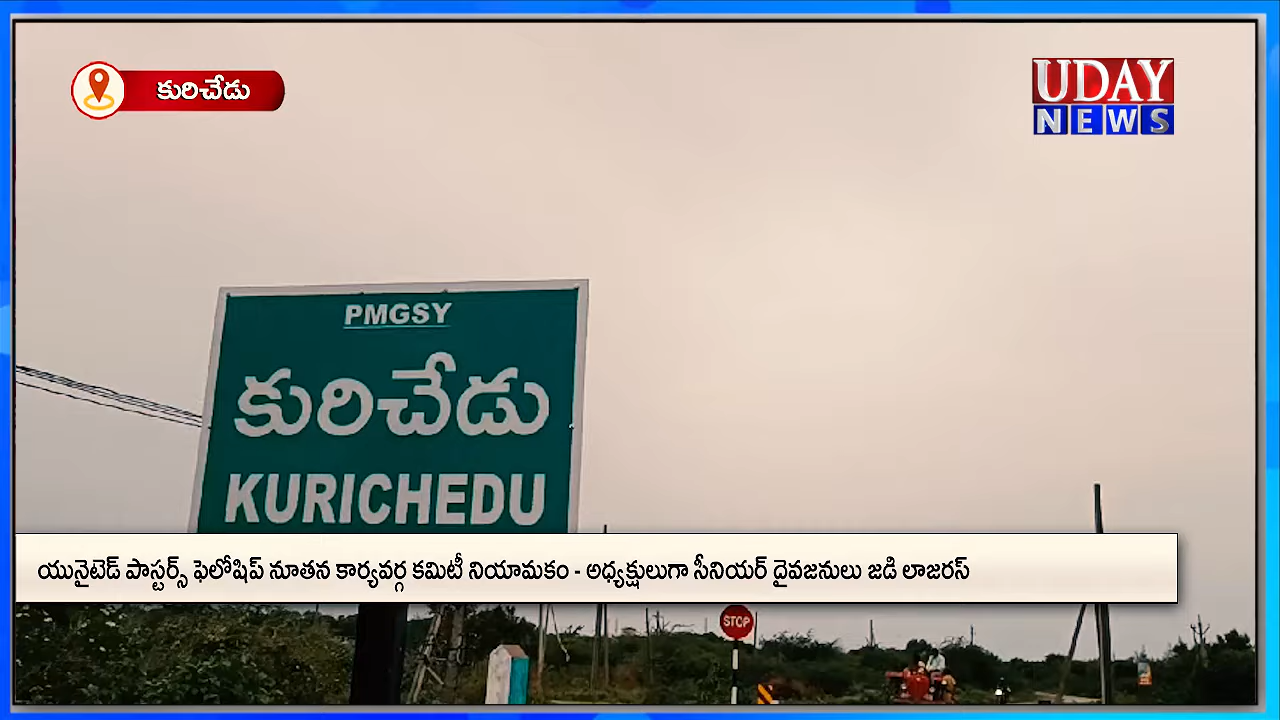 కురిచేడు
UDAY
NEWS
PMGSY
కురిచేడు
KURICHEDU
యునైటెడ్ పాస్టర్స్ ఫెలోషిప్ నూతన కార్యవర్గ కమిటీ నియామకం - అధ్యక్షులుగా సీనియర్ దైవజనులు జడి లాజరస్
STOP